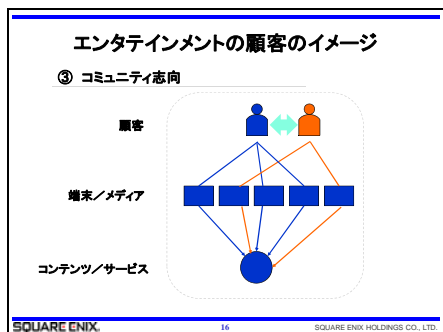 エンタテインメントの顧客のイメージ
③ コミュニティ志向
顧客
端末／メディア
コンテンツ／サービス
SQUARE ENIX.
16
SQUARE ENIX HOLDINGS CO., LTD.